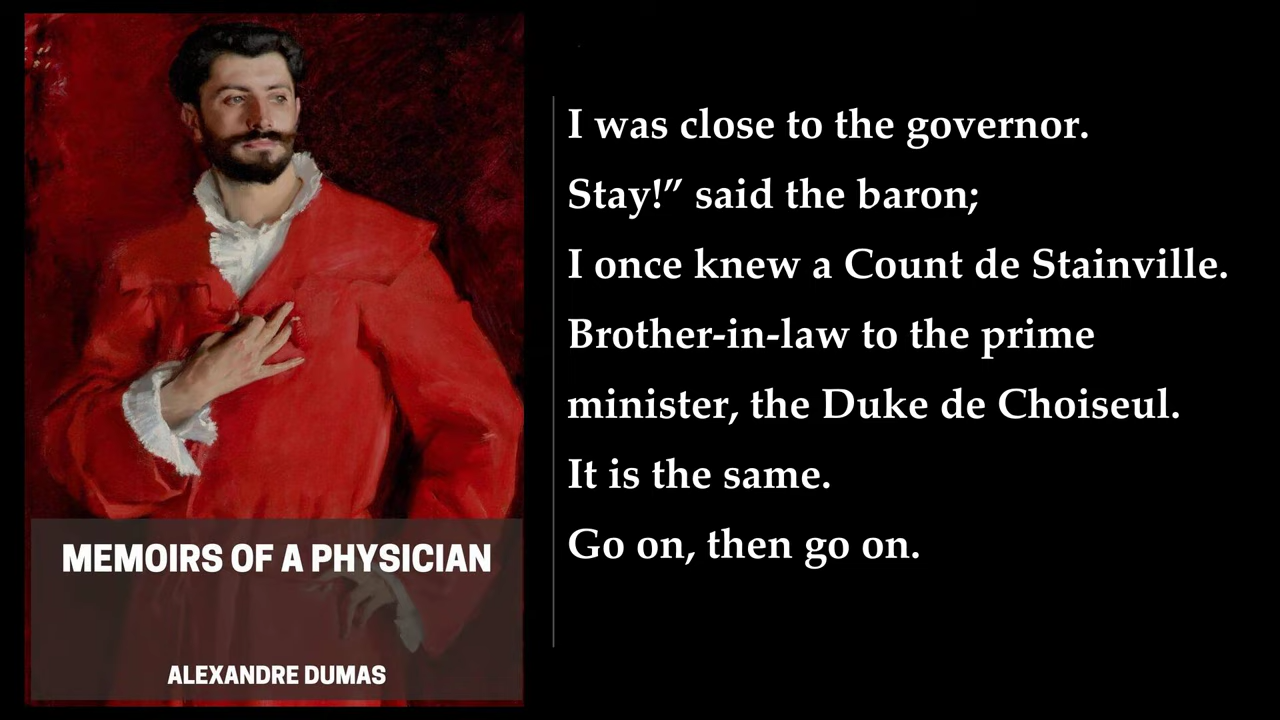 MEMOIRS OF A PHYSICIAN
ALEXANDRE DUMAS
I was close to the governor.
Stay!” said the baron;
I once knew a Count de Stainville.
Brother-in-law to the prime
minister, the Duke de Choiseul.
It is the same.
Go on, then go on.